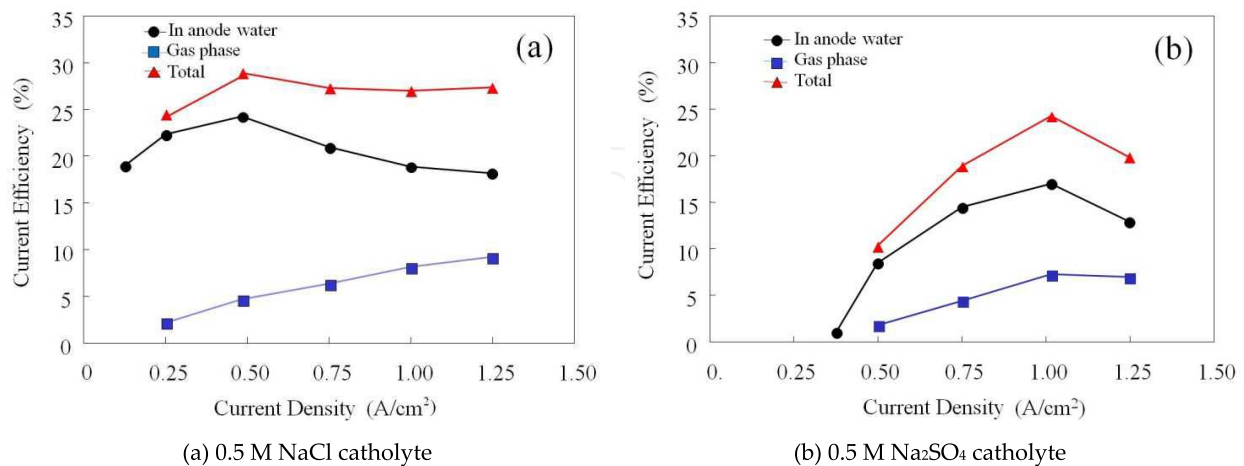 35
30
25
20
15
10
5
0
In anode water
Gas phase
Total
(a)
Current Efficiency (%)
0 0.25 0.50 0.75 1.00 1.25 1.50
Current Density (A/cm²)
(a) 0.5 M NaCl catholyte
35
30
25
20
15
10
5
0
In anode water
Gas phase
Total
(b)
Current Efficiency (%)
0. 0.25 0.50 0.75 1.00 1.25 1.50
Current Density (A/cm²)
(b) 0.5 M Na₂SO₄ catholyte